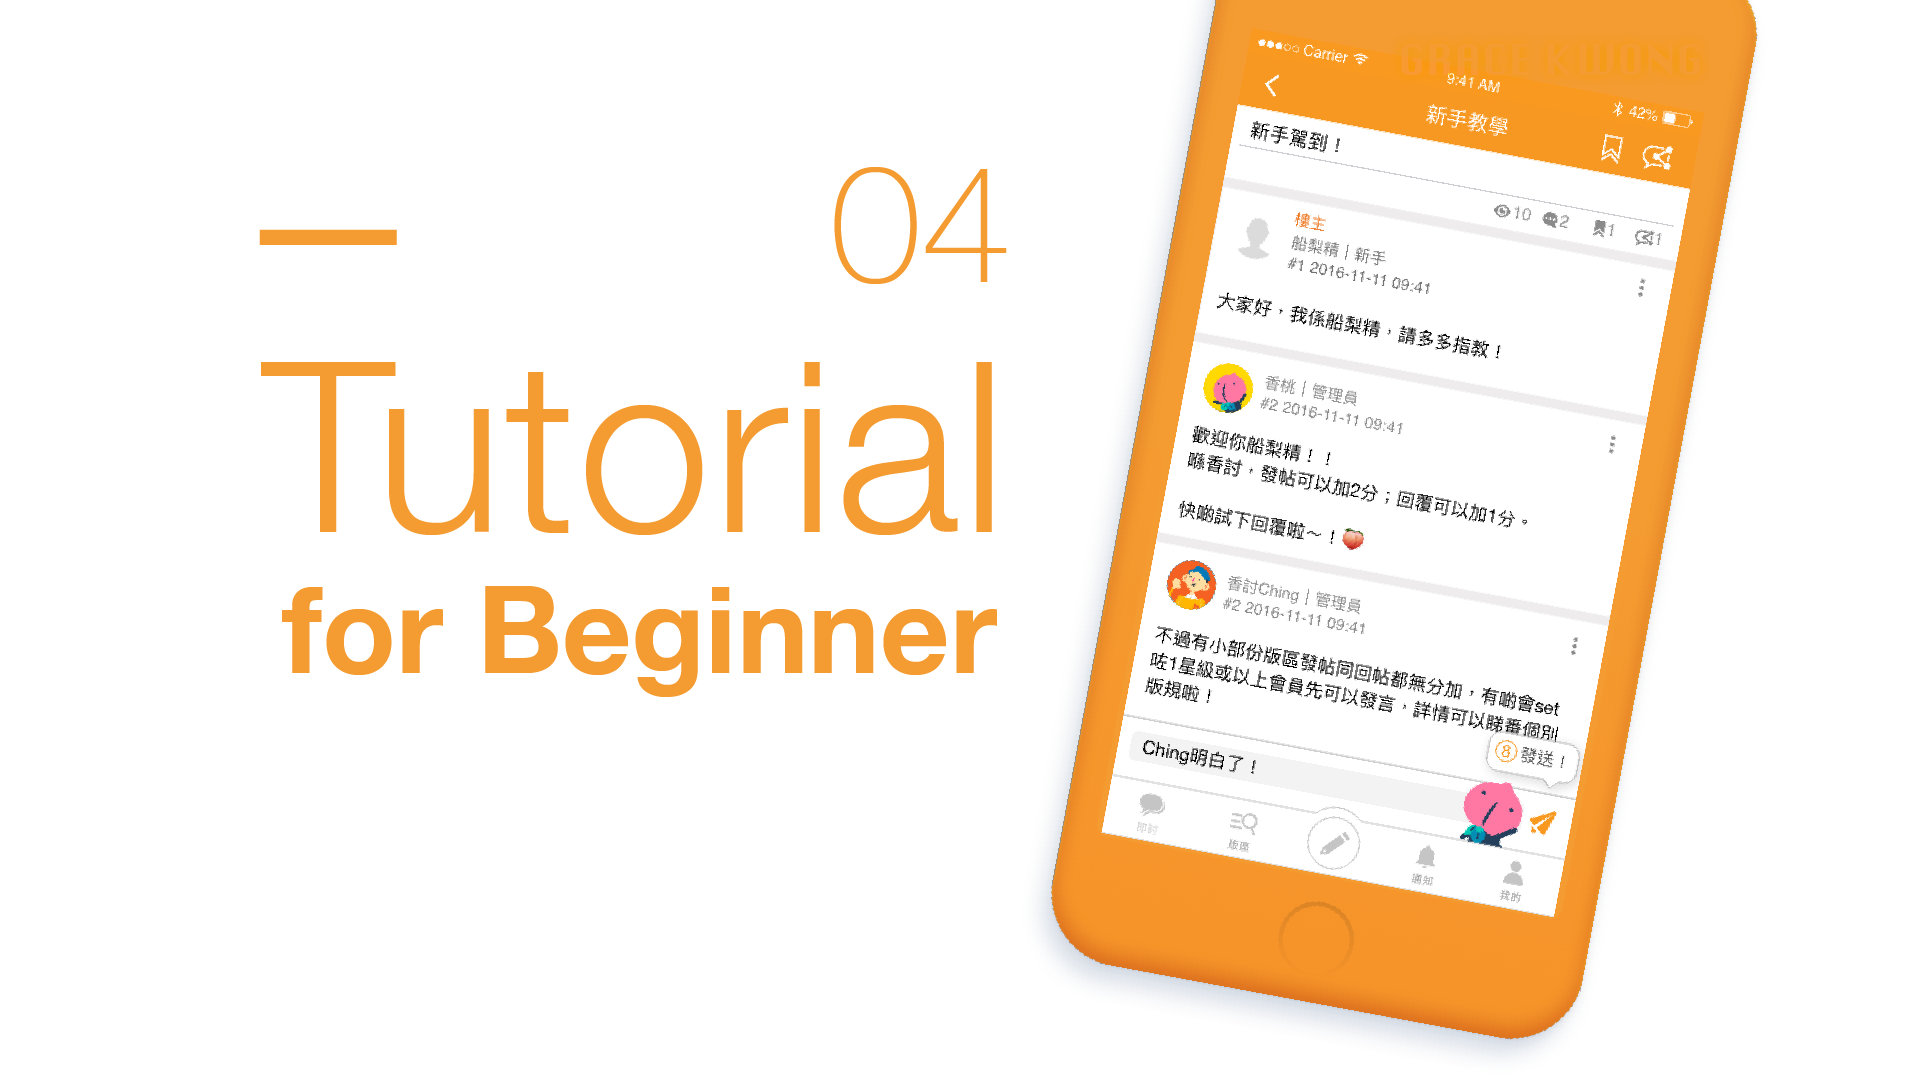 04
Tutorial
for Beginner
GRACE KWONG
Carrier
9:41 AM
42%
新手教學
新手駕到！
10 2 1 1
樓主
船梨精｜新手
#1 2016-11-11 09:41
大家好，我係船梨精，請多多指教！
香桃｜管理員
#2 2016-11-11 09:41
歡迎你船梨精！！
喺香討，發帖可以加2分；回覆可以加1分。
快啲試下回覆啦～！🍑
香討Ching｜管理員
#2 2016-11-11 09:41
不過有小部份版區發帖同回帖都無分加，有啲會set
咗1星級或以上會員先可以發言，詳情可以睇番個別
版規啦！
8 發送！
Ching明白了！
即討 版區 通知 我的